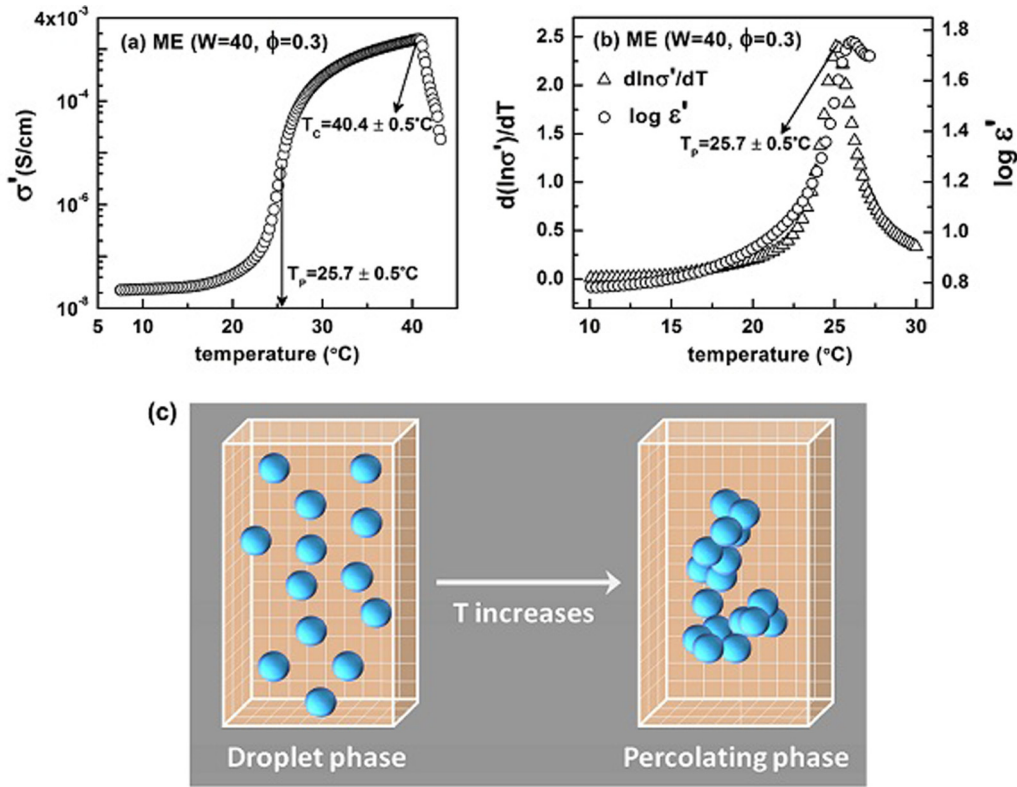 (a) ME (W=40, ϕ=0.3)
4x10⁻³
10⁻⁴
10⁻⁶
10⁻⁸
σ'(S/cm)
T_C=40.4 ± 0.5°C
T_P=25.7 ± 0.5°C
5 10 20 30 40
temperature (°C)
(b) ME (W=40, ϕ=0.3)
△ dlnσ'/dT
○ log ε'
T_P=25.7 ± 0.5°C
2.5
2.0
1.5
1.0
0.5
0.0
d(lnσ')/dT
1.8
1.6
1.4
1.2
1.0
0.8
log ε'
10 15 20 25 30
temperature (°C)
(c)
T increases
Droplet phase
Percolating phase